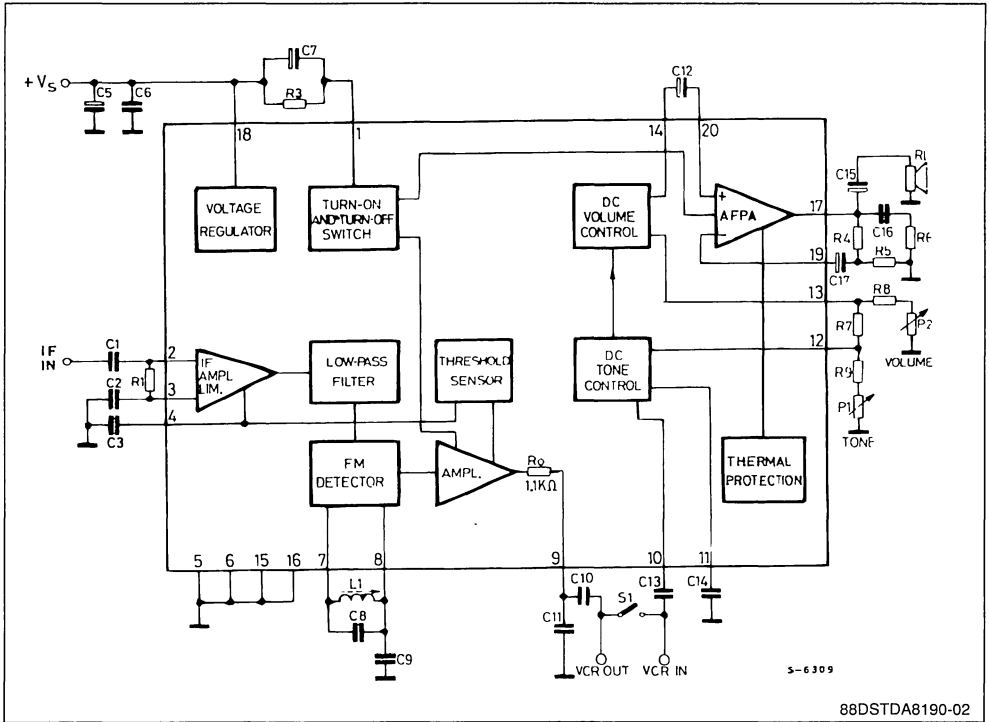 C7
+VS
C5
C6
R3
C12
18
1
14
20
VOLTAGE
REGULATOR
TURN-ON
AND TURN-OFF
SWITCH
DC
VOLUME
CONTROL
+
AFPA
−
17
C15
Rl
C16
R4
R6
19
C17
R5
13
R8
R7
P2
VOLUME
12
R9
P1
TONE
IF
IN
C1
2
R1
C2
3
4
C3
IF
AMPL
LIM.
LOW-PASS
FILTER
THRESHOLD
SENSOR
DC
TONE
CONTROL
FM
DETECTOR
AMPL.
Ro
1.1KΩ
THERMAL
PROTECTION
5
6
15
16
7
8
9
10
11
L1
C8
C9
C10
C11
S1
C13
C14
VCR OUT
VCR IN
S-6309
88DSTDA8190-02